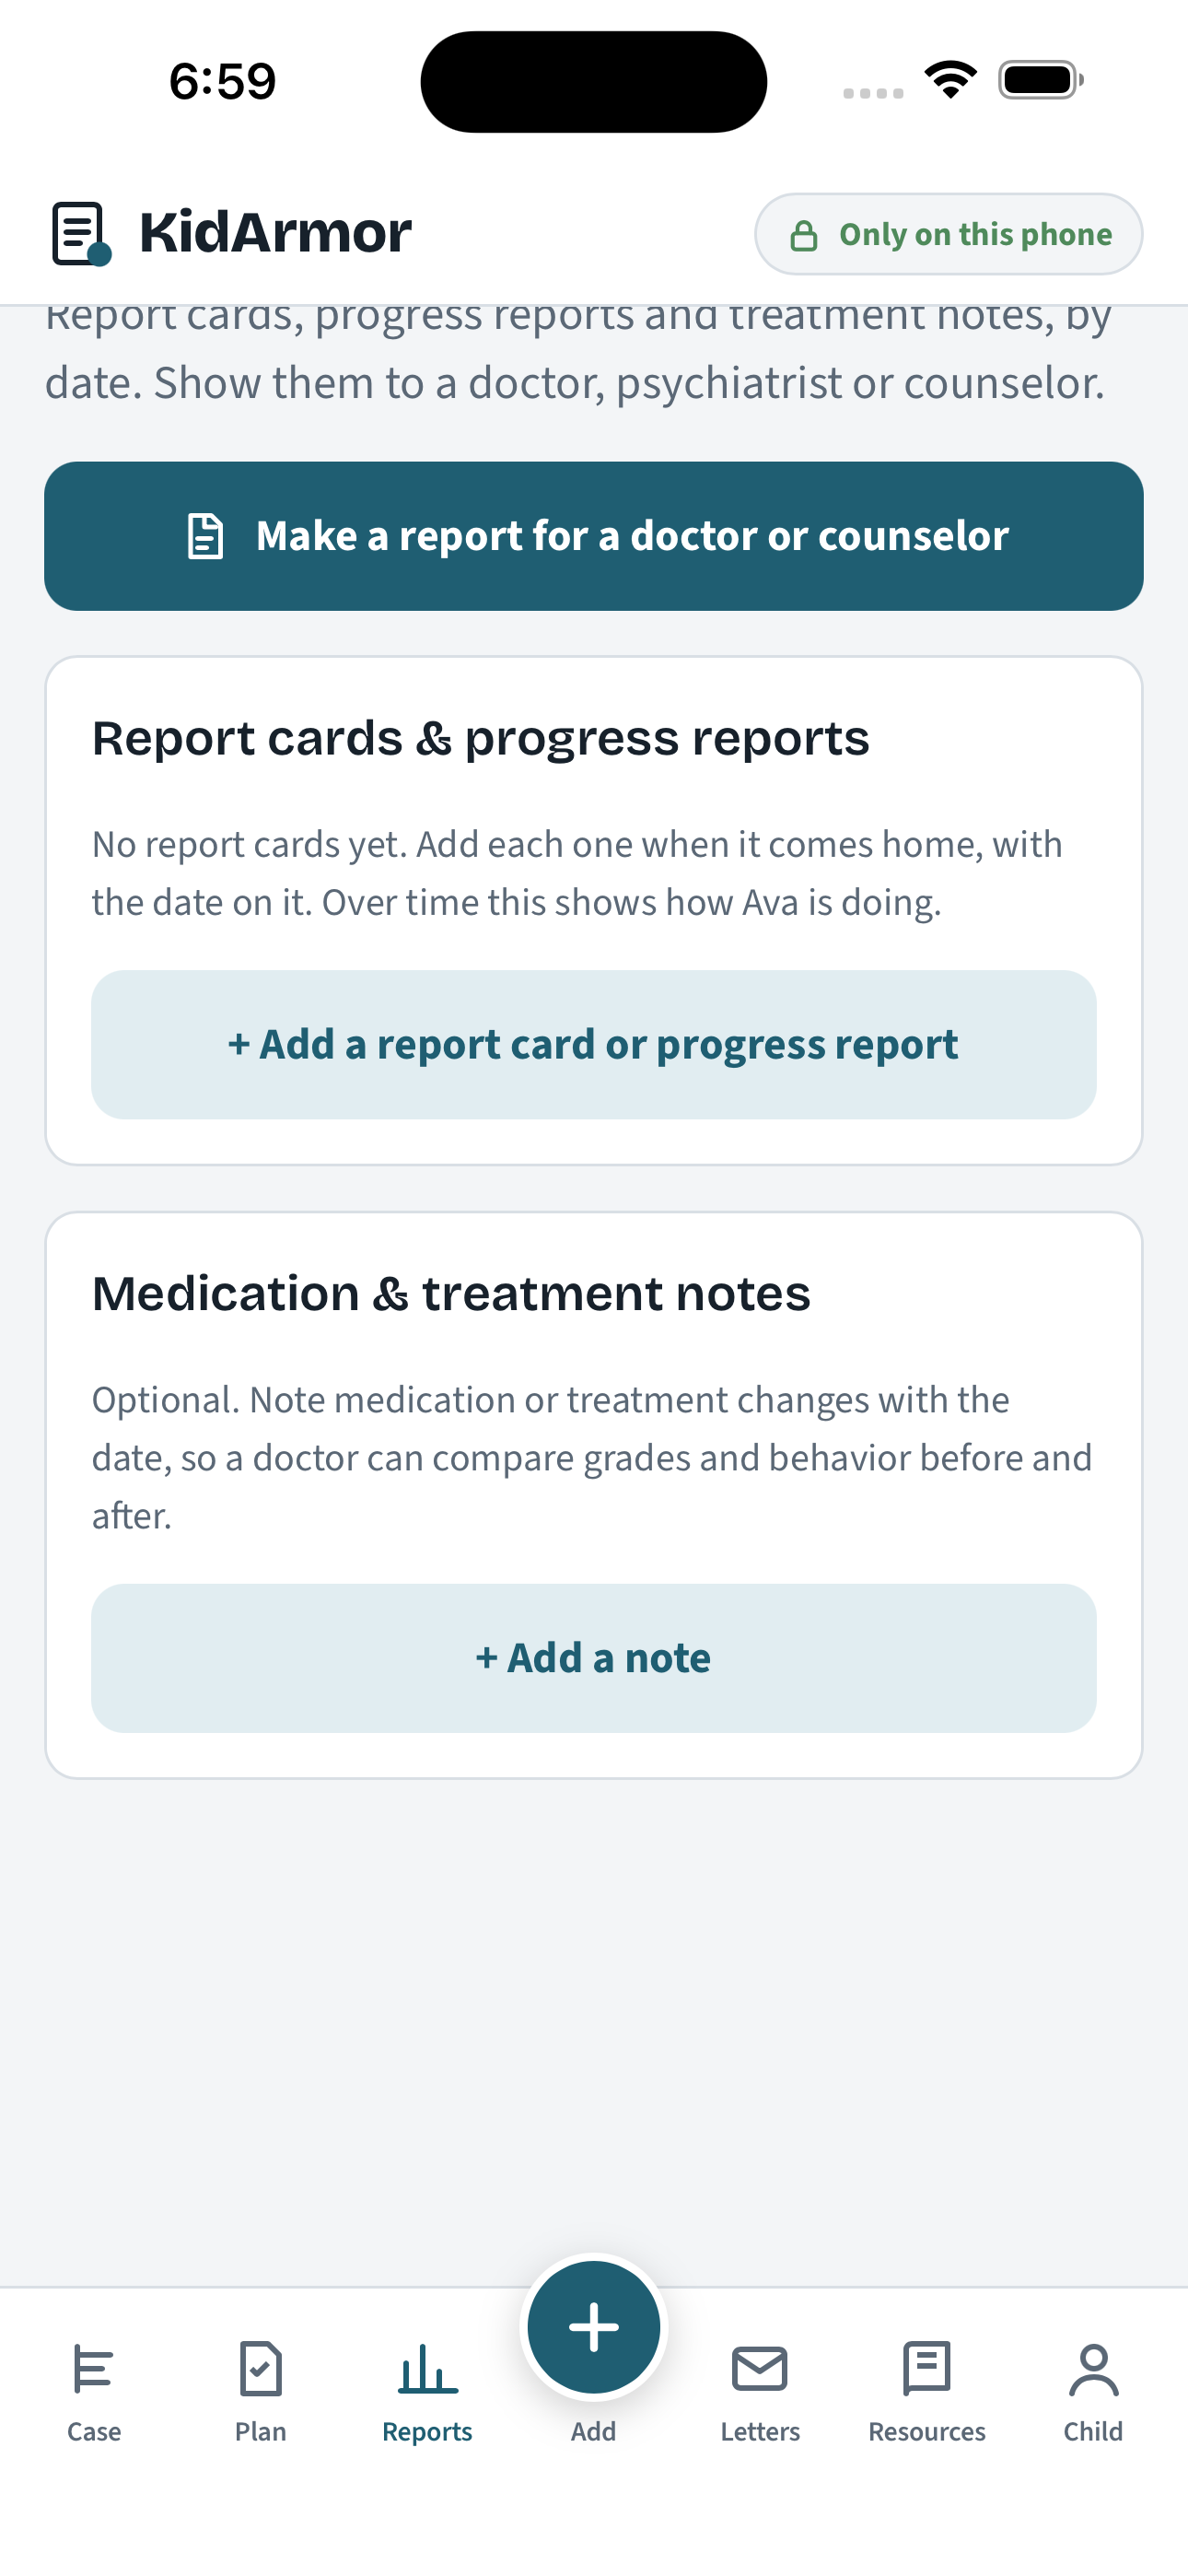 6:59
KidArmor
Only on this phone
Report cards, progress reports and treatment notes, by
date. Show them to a doctor, psychiatrist or counselor.
Make a report for a doctor or counselor
Report cards & progress reports
No report cards yet. Add each one when it comes home, with
the date on it. Over time this shows how Ava is doing.
+ Add a report card or progress report
Medication & treatment notes
Optional. Note medication or treatment changes with the
date, so a doctor can compare grades and behavior before and
after.
+ Add a note
Case
Plan
Reports
Add
Letters
Resources
Child